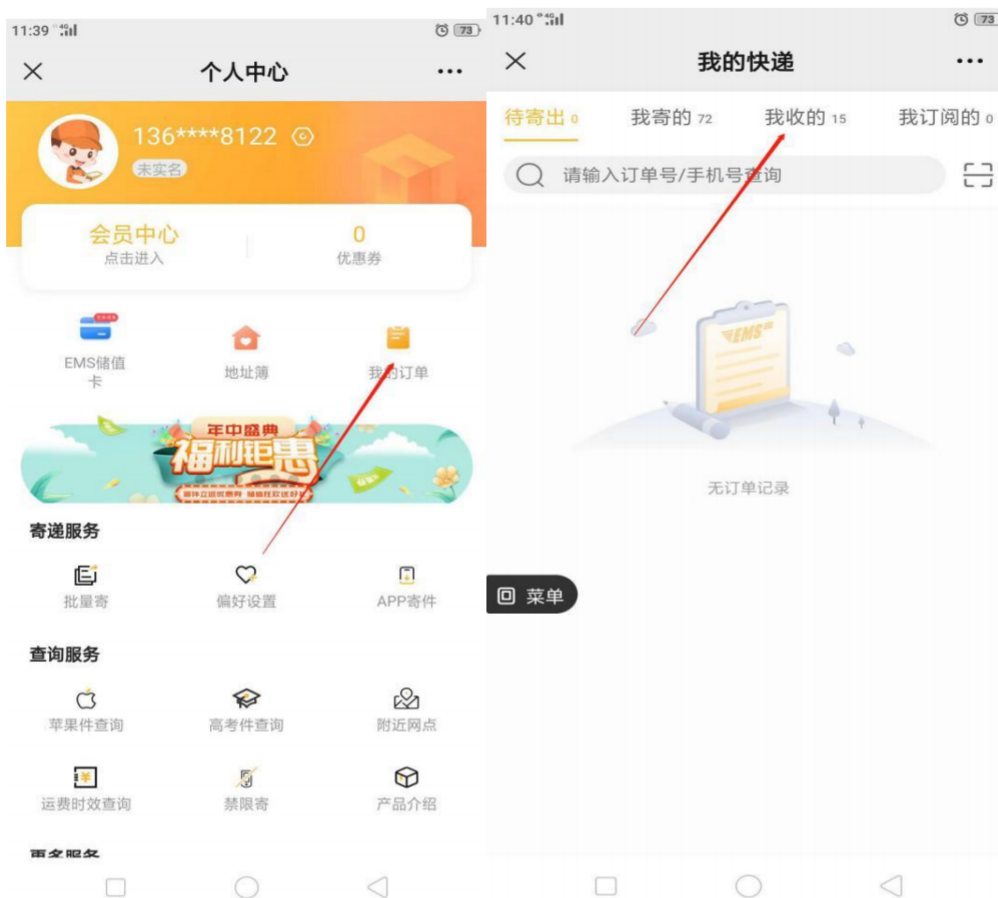 11:39
4G
73
个人中心
136****8122
未实名
会员中心
点击进入
0
优惠券
EMS储值
卡
地址簿
我的订单
年中盛典
福利钜惠
寄递服务
批量寄
偏好设置
APP寄件
查询服务
苹果件查询
高考件查询
附近网点
运费时效查询
禁限寄
产品介绍
更多服务
11:40
4G
73
我的快递
待寄出 0
我寄的 72
我收的 15
我订阅的 0
请输入订单号/手机号查询
EMS
无订单记录
菜单